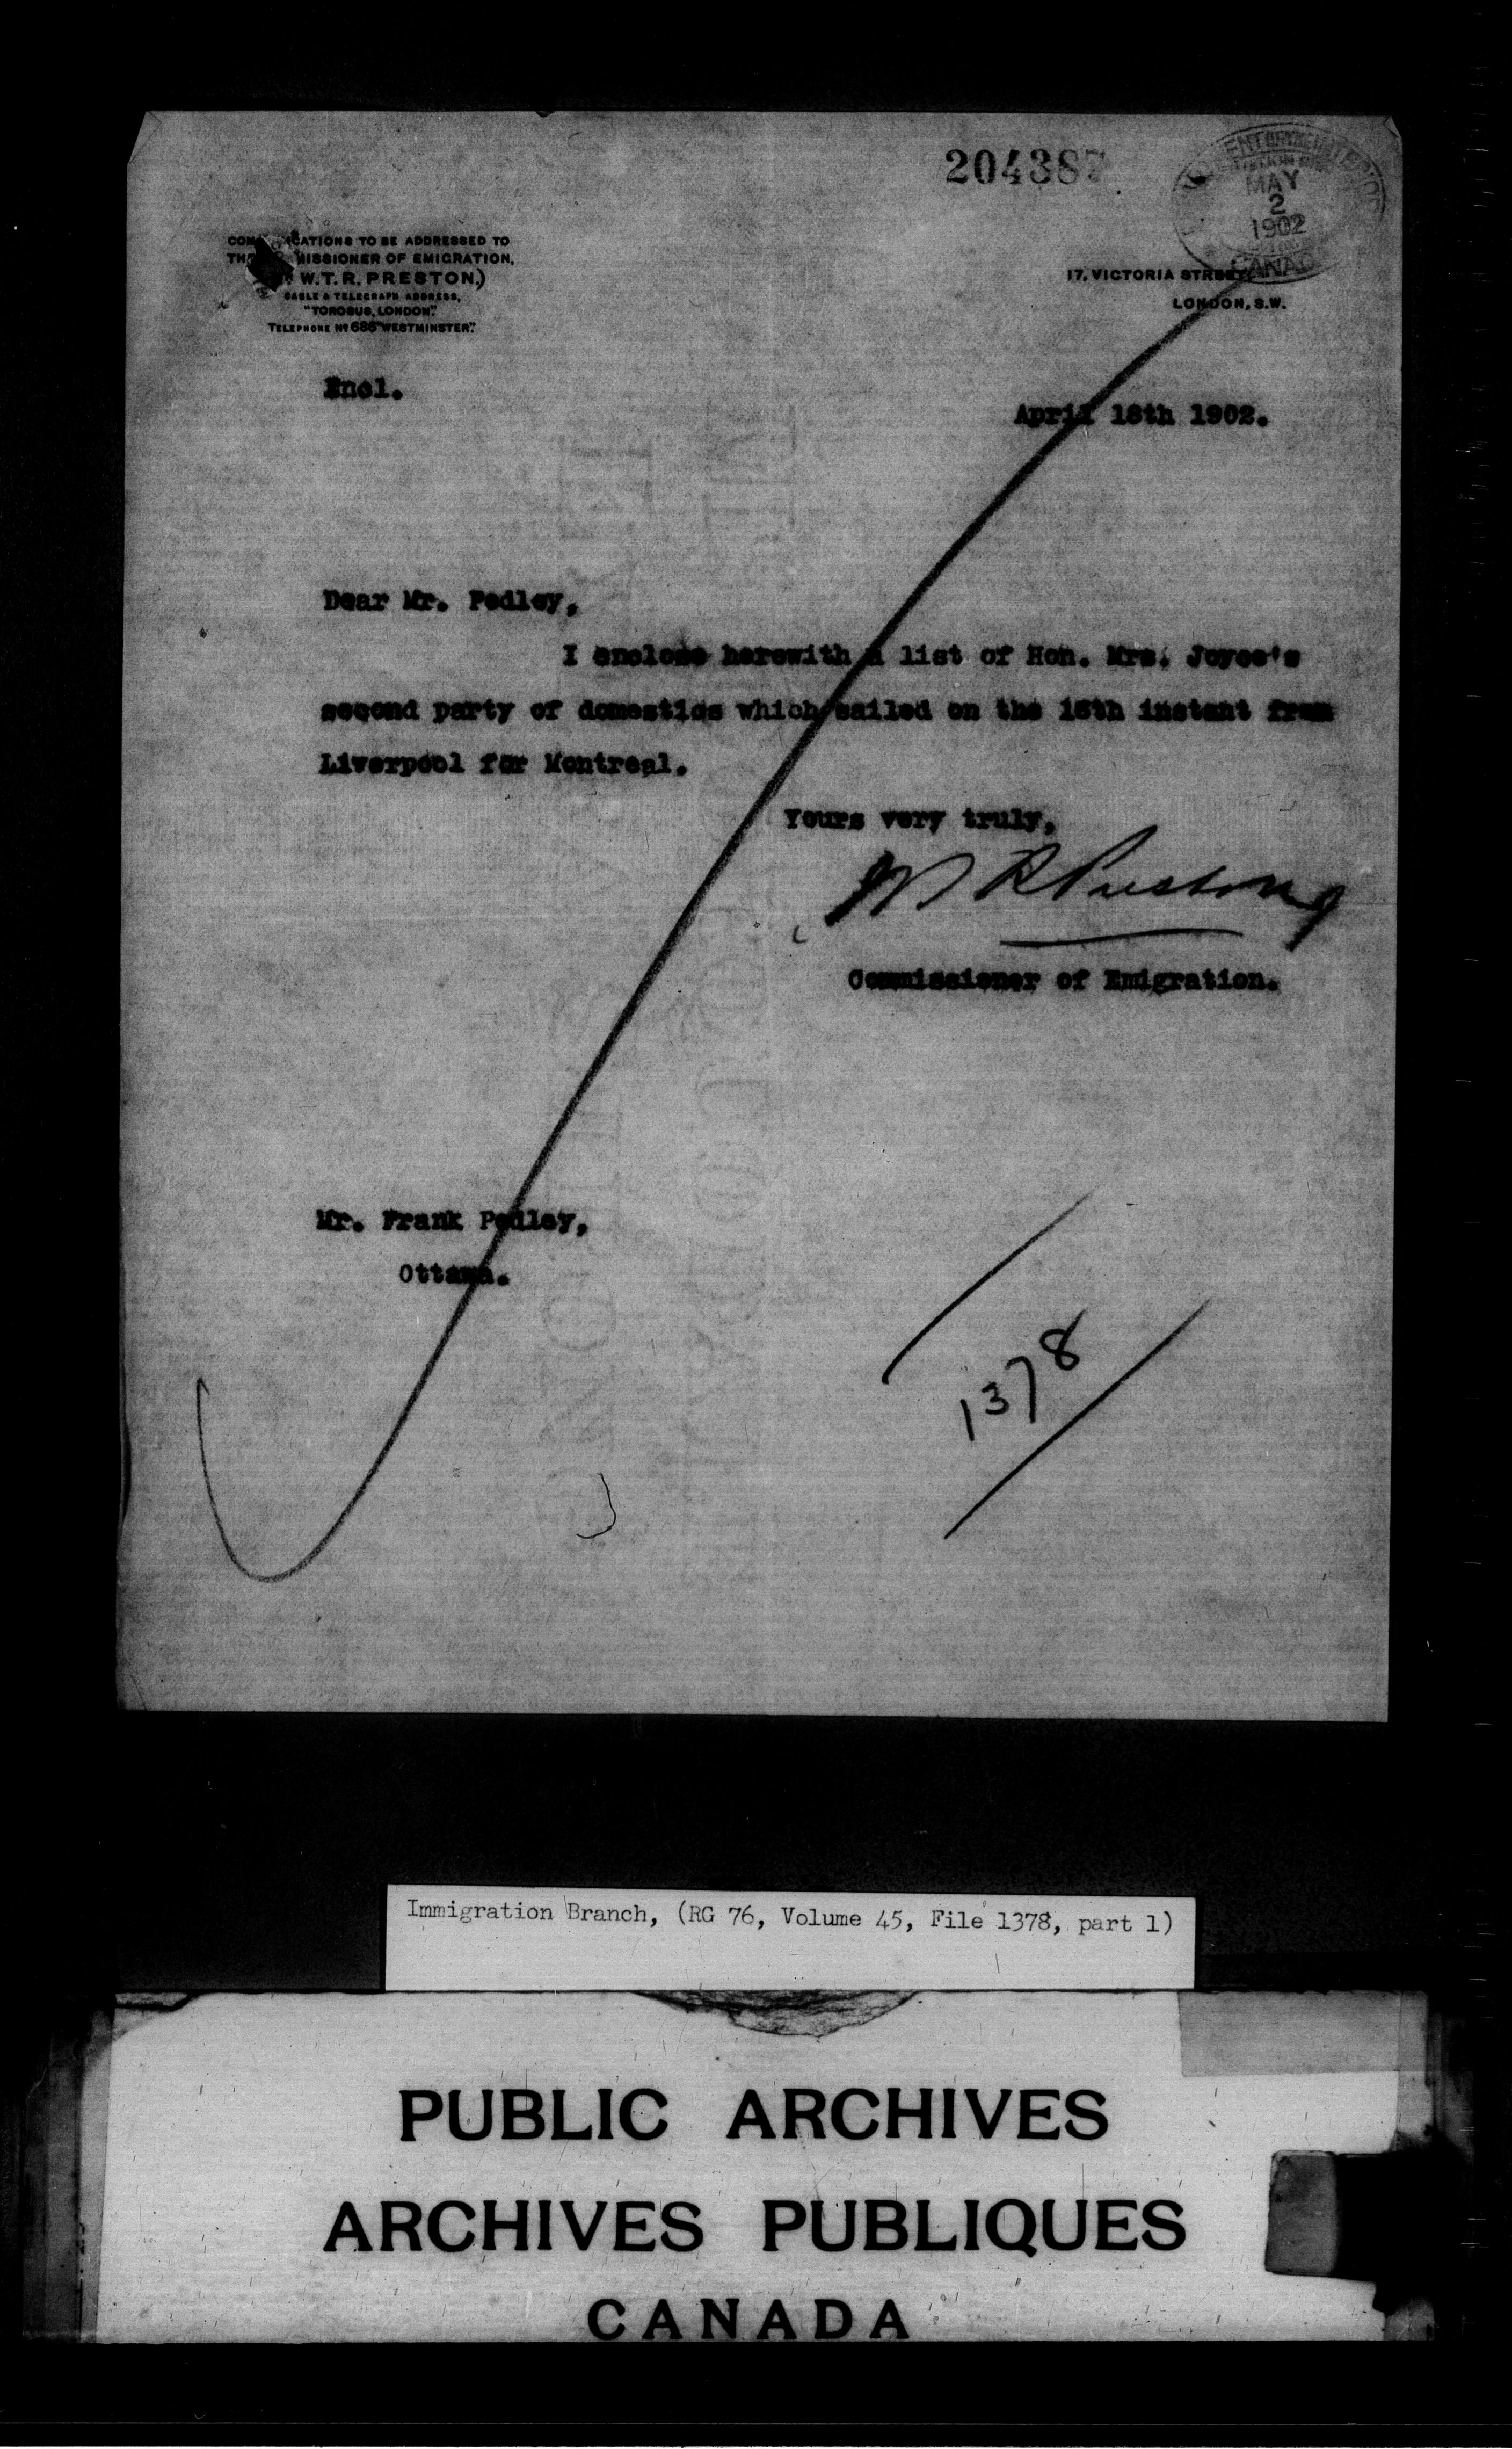 204387
MAY
2
1902
CANADA
COMMUNICATIONS TO BE ADDRESSED TO
THE COMMISSIONER OF EMIGRATION,
W.T.R. PRESTON.)
CABLE & TELEGRAPH ADDRESS,
"TOROSUS, LONDON".
TELEPHONE No 686 "WESTMINSTER".
17, VICTORIA STREET,
LONDON, S.W.
Encl.
April 18th 1902.
Dear Mr. Pedley,
I enclose herewith a list of Hon. Mrs. Joyce's
second party of domestics which sailed on the instant from
Liverpool for Montreal.
Yours very truly,
W R Preston
Commissioner of Emigration.
Mr. Frank Pedley,
Ottawa.
1378
Immigration Branch, (RG 76, Volume 45, File 1378, part 1)
PUBLIC ARCHIVES
ARCHIVES PUBLIQUES
CANADA